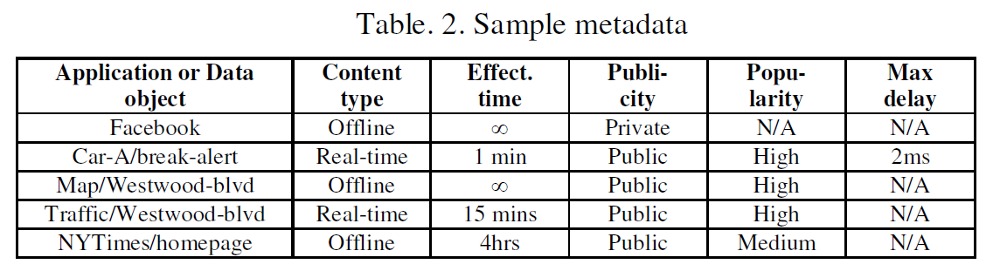 Table. 2. Sample metadata
Application or Data object Content type Effect. time Publi-city Popu-larity Max delay
Facebook Offline ∞ Private N/A N/A
Car-A/break-alert Real-time 1 min Public High 2ms
Map/Westwood-blvd Offline ∞ Public High N/A
Traffic/Westwood-blvd Real-time 15 mins Public High N/A
NYTimes/homepage Offline 4hrs Public Medium N/A